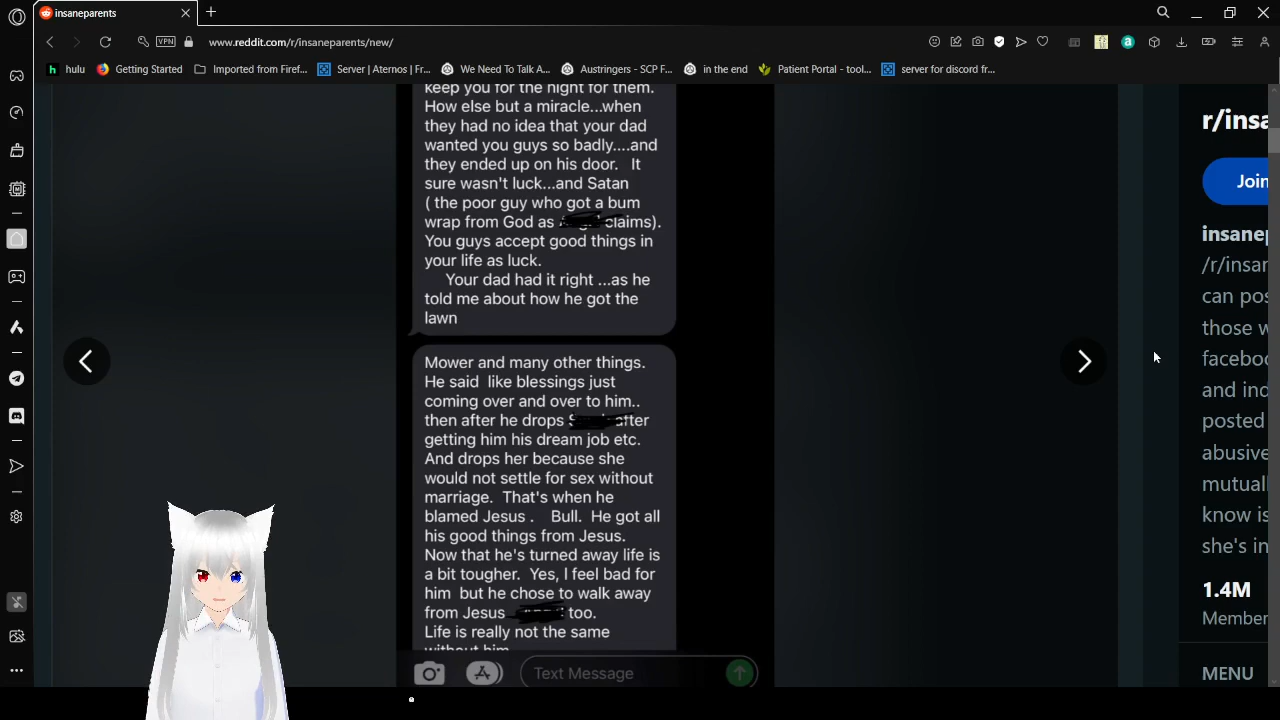 insaneparents
www.reddit.com/r/insaneparents/new/
VPN
hulu
Getting Started
Imported from Firef...
Server | Aternos | Fr...
We Need To Talk A...
Austringers - SCP F...
in the end
Patient Portal - tool...
server for discord fr...
keep you for the night for them.
How else but a miracle...when
they had no idea that your dad
wanted you guys so badly....and
they ended up on his door. It
sure wasn't luck...and Satan
( the poor guy who got a bum
wrap from God as claims).
You guys accept good things in
your life as luck.
Your dad had it right ...as he
told me about how he got the
lawn
Mower and many other things.
He said like blessings just
coming over and over to him..
then after he drops after
getting him his dream job etc.
And drops her because she
would not settle for sex without
marriage. That's when he
blamed Jesus . Bull. He got all
his good things from Jesus.
Now that he's turned away life is
a bit tougher. Yes, I feel bad for
him but he chose to walk away
from Jesus too.
Life is really not the same
without him
Text Message
r/insa
Join
insanep
/r/insan
can pos
those w
faceboo
and ind
posted
abusive
mutuall
know is
she's in
1.4M
Member
MENU